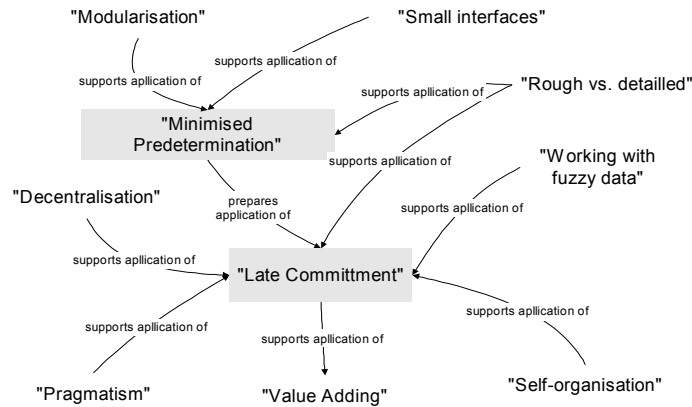 "Modularisation"
"Small interfaces"
supports apllication of
supports apllication of
"Rough vs. detailled"
supports apllication of
"Minimised
Predetermination"
supports apllication of
"Working with
fuzzy data"
"Decentralisation"
prepares
application of
supports apllication of
supports apllication of
"Late Committment"
supports apllication of
supports apllication of
supports apllication of
"Pragmatism"
"Value Adding"
"Self-organisation"